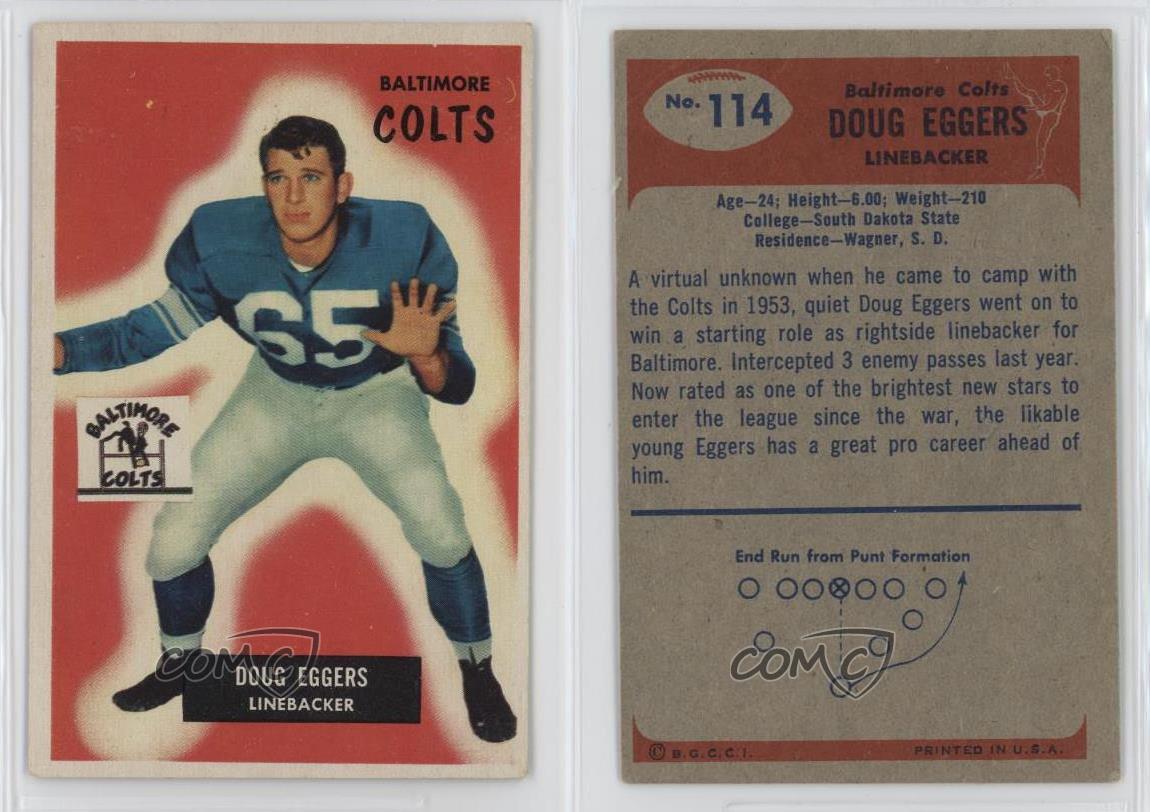 BALTIMORE
COLTS
65
BALTIMORE
COLTS
DOUG EGGERS
LINEBACKER
COMC
No. 114
Baltimore Colts
DOUG EGGERS
LINEBACKER
Age—24; Height—6.00; Weight—210
College—South Dakota State
Residence—Wagner, S. D.
A virtual unknown when he came to camp with
the Colts in 1953, quiet Doug Eggers went on to
win a starting role as rightside linebacker for
Baltimore. Intercepted 3 enemy passes last year.
Now rated as one of the brightest new stars to
enter the league since the war, the likable
young Eggers has a great pro career ahead of
him.
End Run from Punt Formation
COMC
© B.G.C.C.I.
PRINTED IN U.S.A.